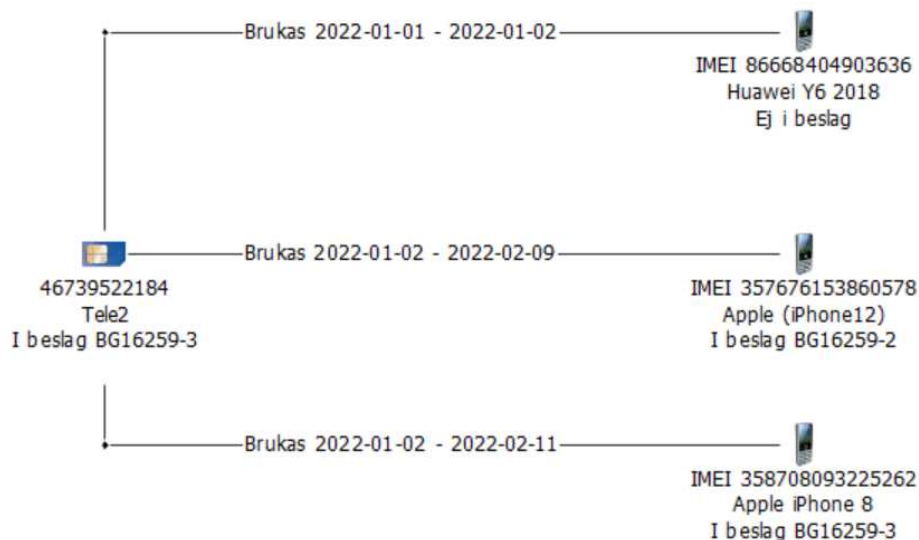 Brukas 2022-01-01 - 2022-01-02
IMEI 86668404903636
Huawei Y6 2018
Ej i beslag
Brukas 2022-01-02 - 2022-02-09
46739522184
Tele2
I beslag BG16259-3
IMEI 357676153860578
Apple (iPhone12)
I beslag BG16259-2
Brukas 2022-01-02 - 2022-02-11
IMEI 358708093225262
Apple iPhone 8
I beslag BG16259-3